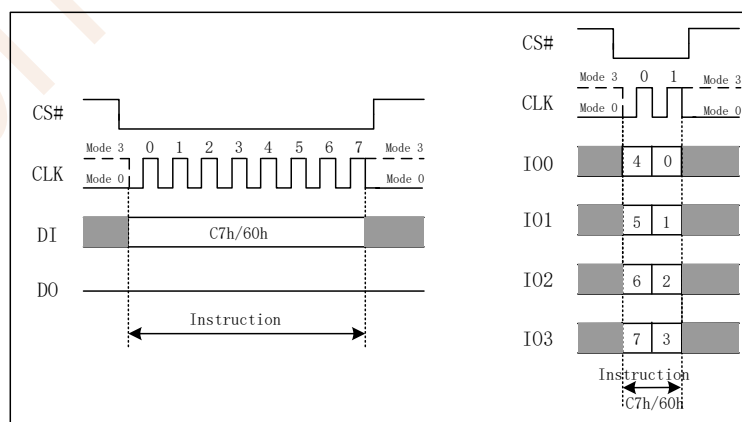 CS#
Mode 3 0 1 2 3 4 5 6 7 Mode 3
CLK
Mode 0 Mode 0
DI C7h/60h
DO
Instruction
CS#
Mode 3 0 1 Mode 3
CLK
Mode 0 Mode 0
IO0 4 0
IO1 5 1
IO2 6 2
IO3 7 3
Instruction
C7h/60h